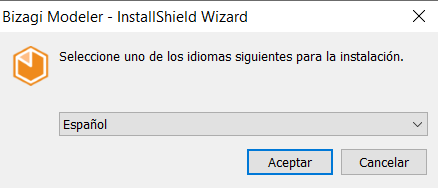 Bizagi Modeler - InstallShield Wizard
Seleccione uno de los idiomas siguientes para la instalación.
Español
Aceptar
Cancelar